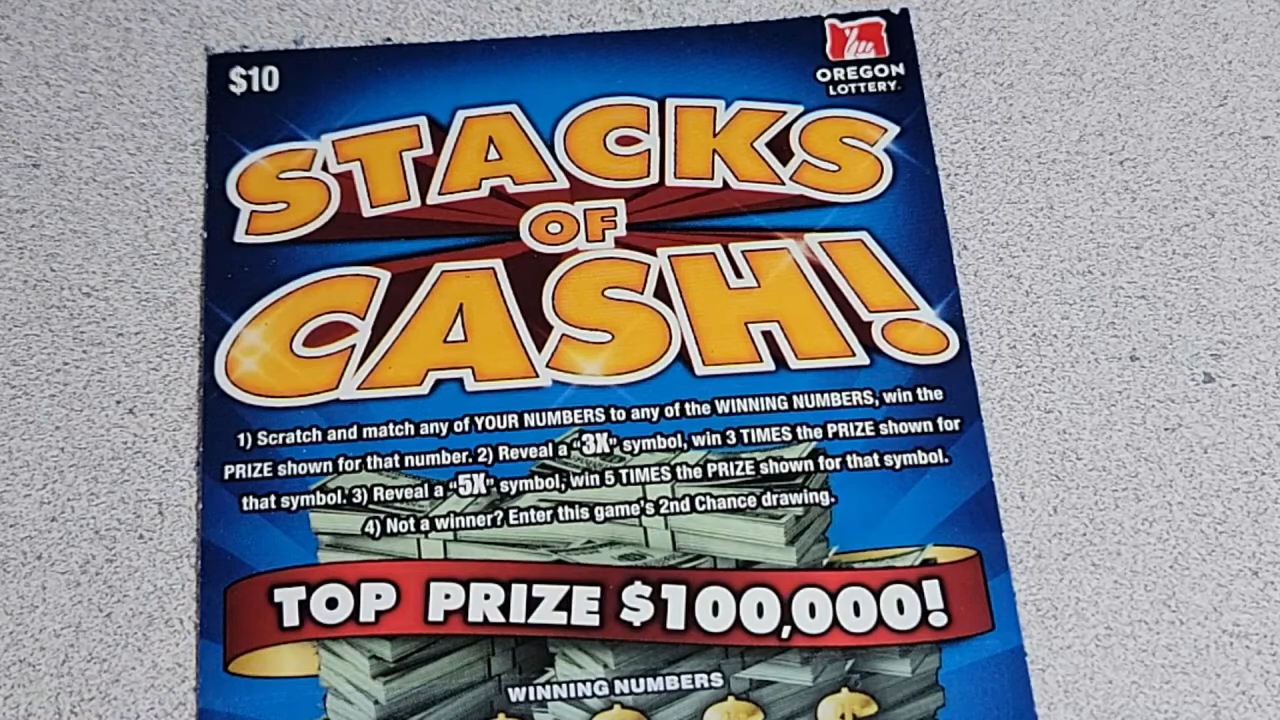 $10
OREGON
LOTTERY.
STACKS
OF
CASH!
1) Scratch and match any of YOUR NUMBERS to any of the WINNING NUMBERS, win the
PRIZE shown for that number. 2) Reveal a "3X" symbol, win 3 TIMES the PRIZE shown for
that symbol. 3) Reveal a "5X" symbol, win 5 TIMES the PRIZE shown for that symbol.
4) Not a winner? Enter this game's 2nd Chance drawing.
TOP PRIZE $100,000!
WINNING NUMBERS
$ $ $ $